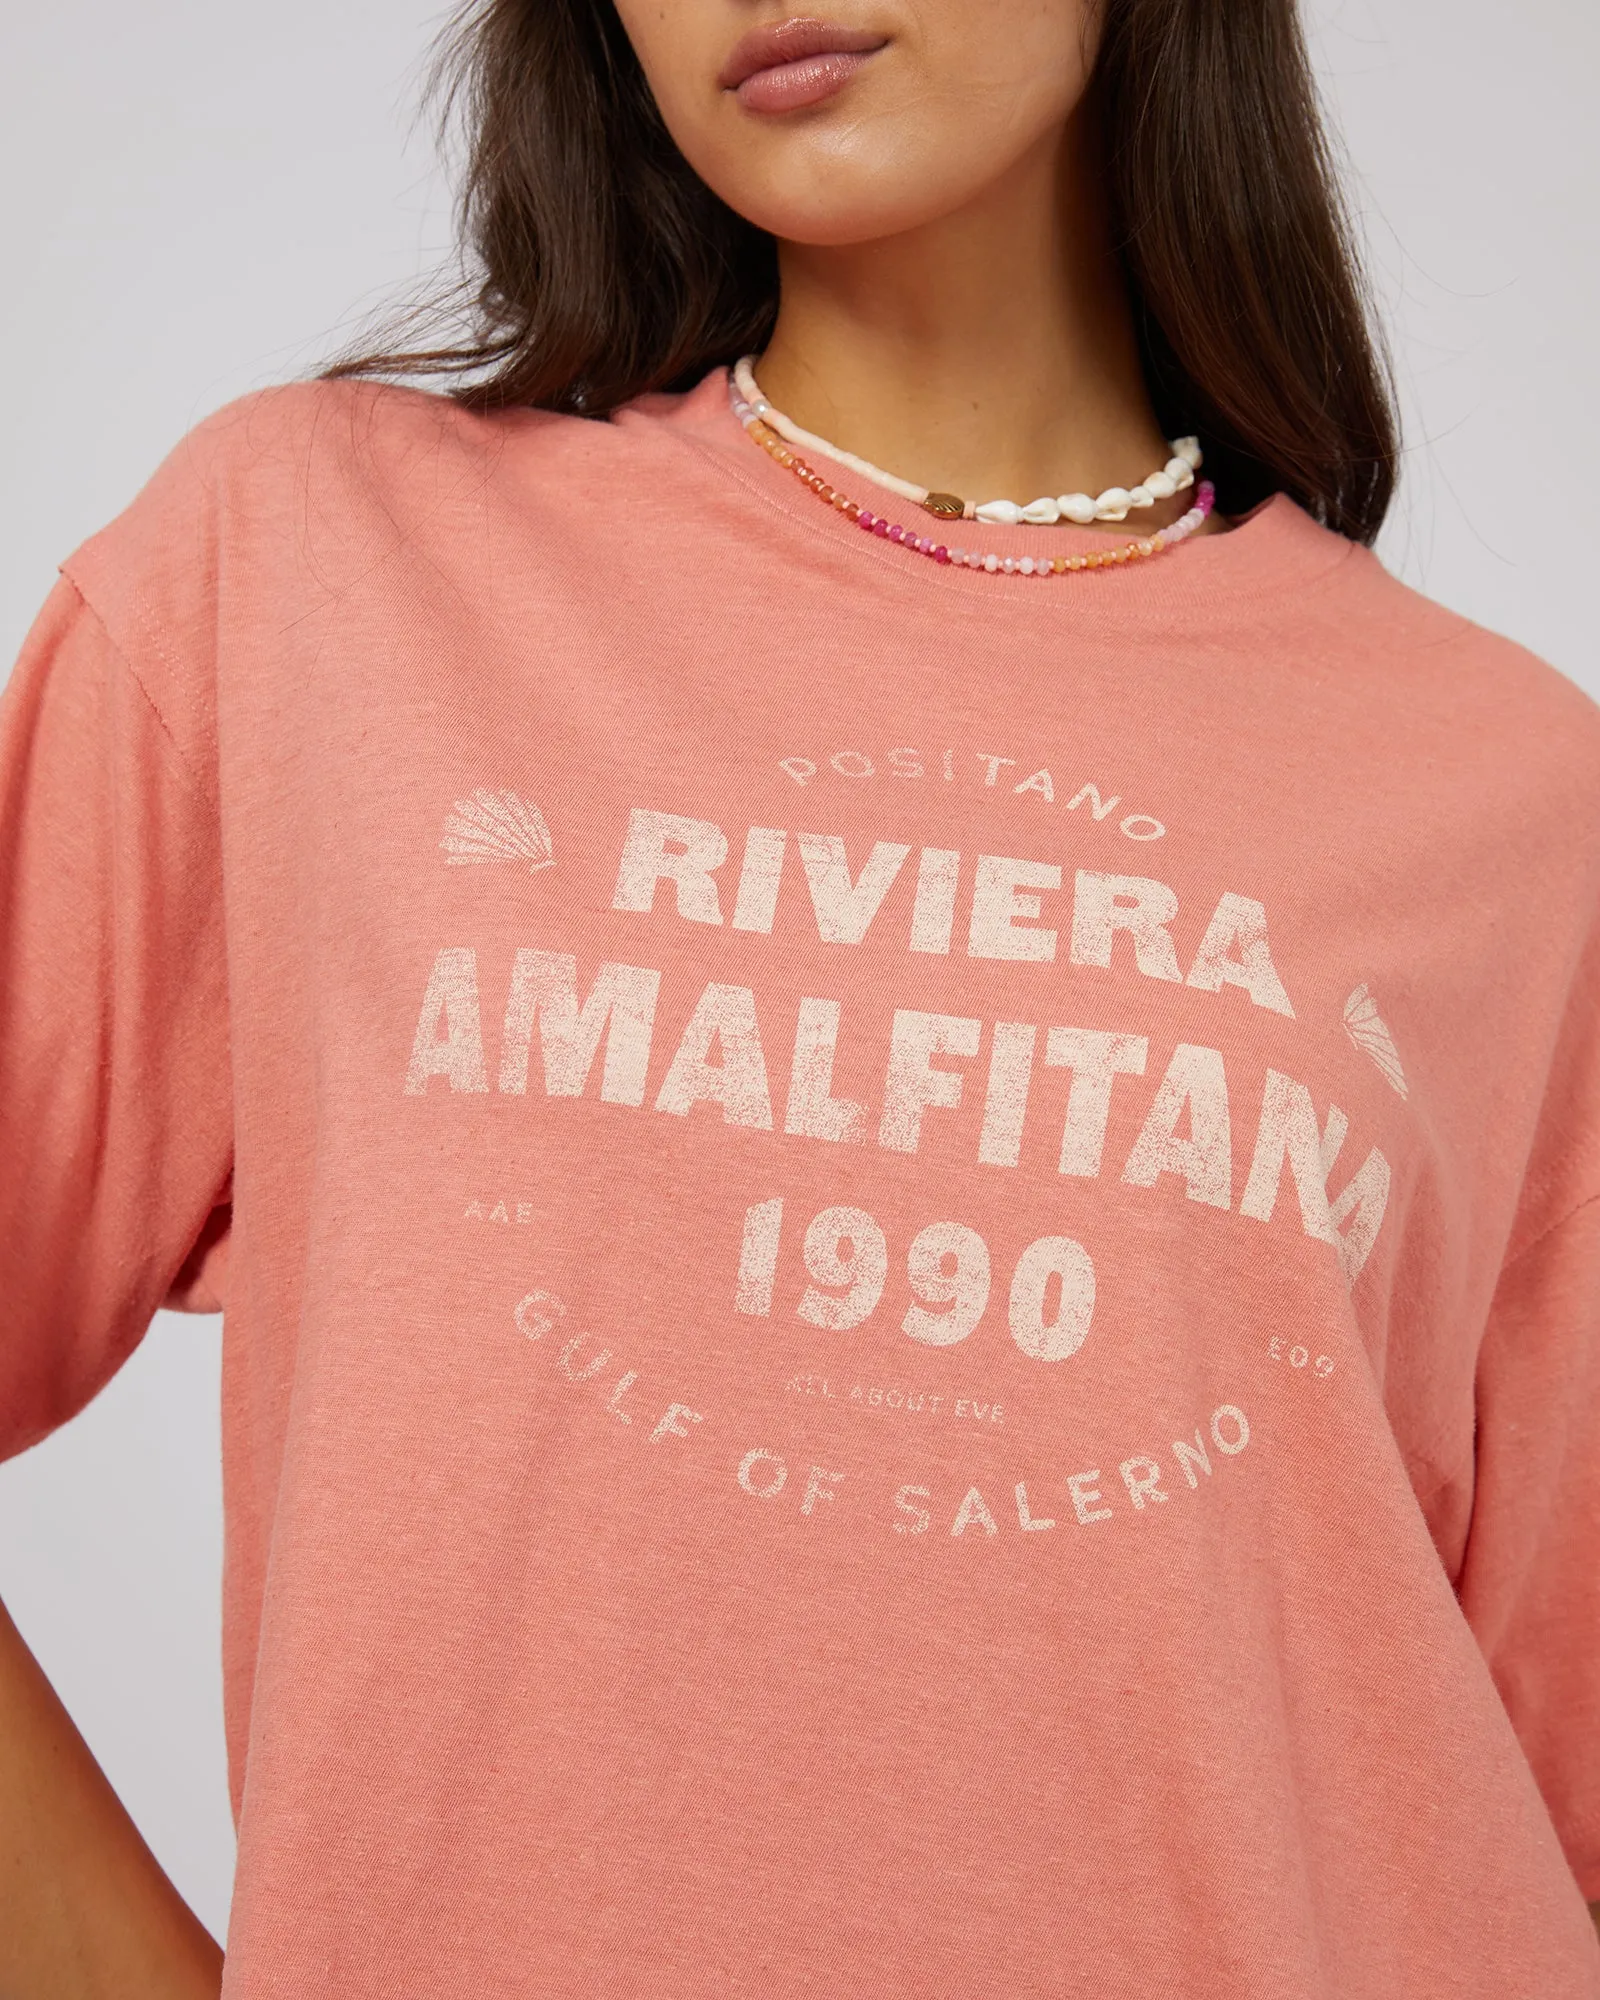 POSITANO
RIVIERA
AMALFITANA
1990
AAE
E09
ALL ABOUT EVE
GULF OF SALERNO